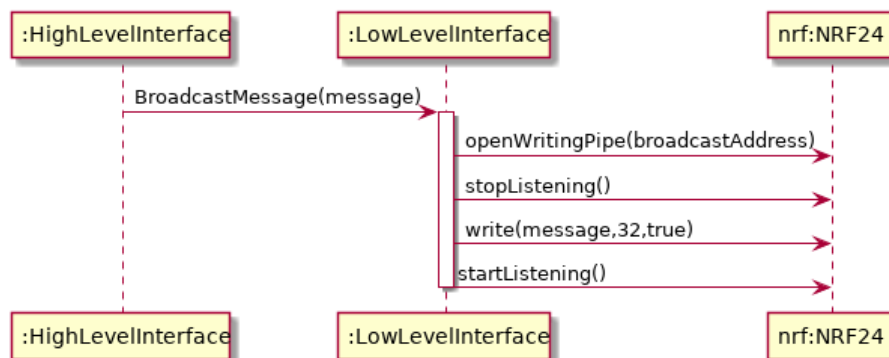 :HighLevelInterface
:LowLevelInterface
nrf:NRF24
BroadcastMessage(message)
openWritingPipe(broadcastAddress)
stopListening()
write(message,32,true)
startListening()
:HighLevelInterface
:LowLevelInterface
nrf:NRF24